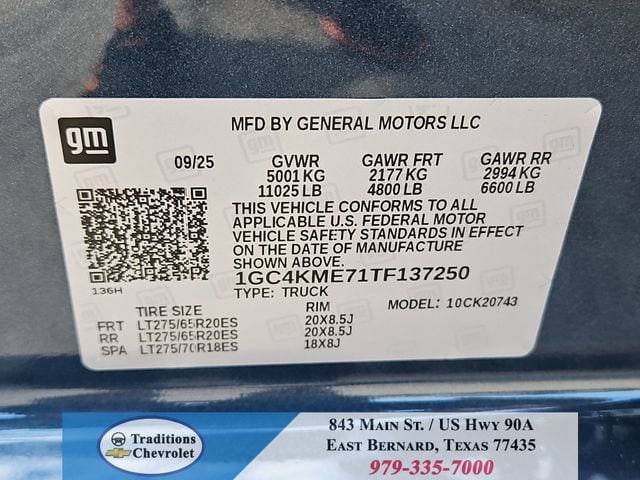 gm
MFD BY GENERAL MOTORS LLC
09/25 GVWR GAWR FRT GAWR RR
5001 KG 2177 KG 2994 KG
11025 LB 4800 LB 6600 LB
THIS VEHICLE CONFORMS TO ALL
APPLICABLE U.S. FEDERAL MOTOR
VEHICLE SAFETY STANDARDS IN EFFECT
ON THE DATE OF MANUFACTURE
SHOWN ABOVE.
1GC4KME71TF137250
136H TYPE: TRUCK MODEL: 10CK20743
TIRE SIZE RIM
FRT LT275/65R20ES 20X8.5J
RR LT275/65R20ES 20X8.5J
SPA LT275/70R18ES 18X8J
Traditions
Chevrolet
843 Main St. / US Hwy 90A
East Bernard, Texas 77435
979-335-7000